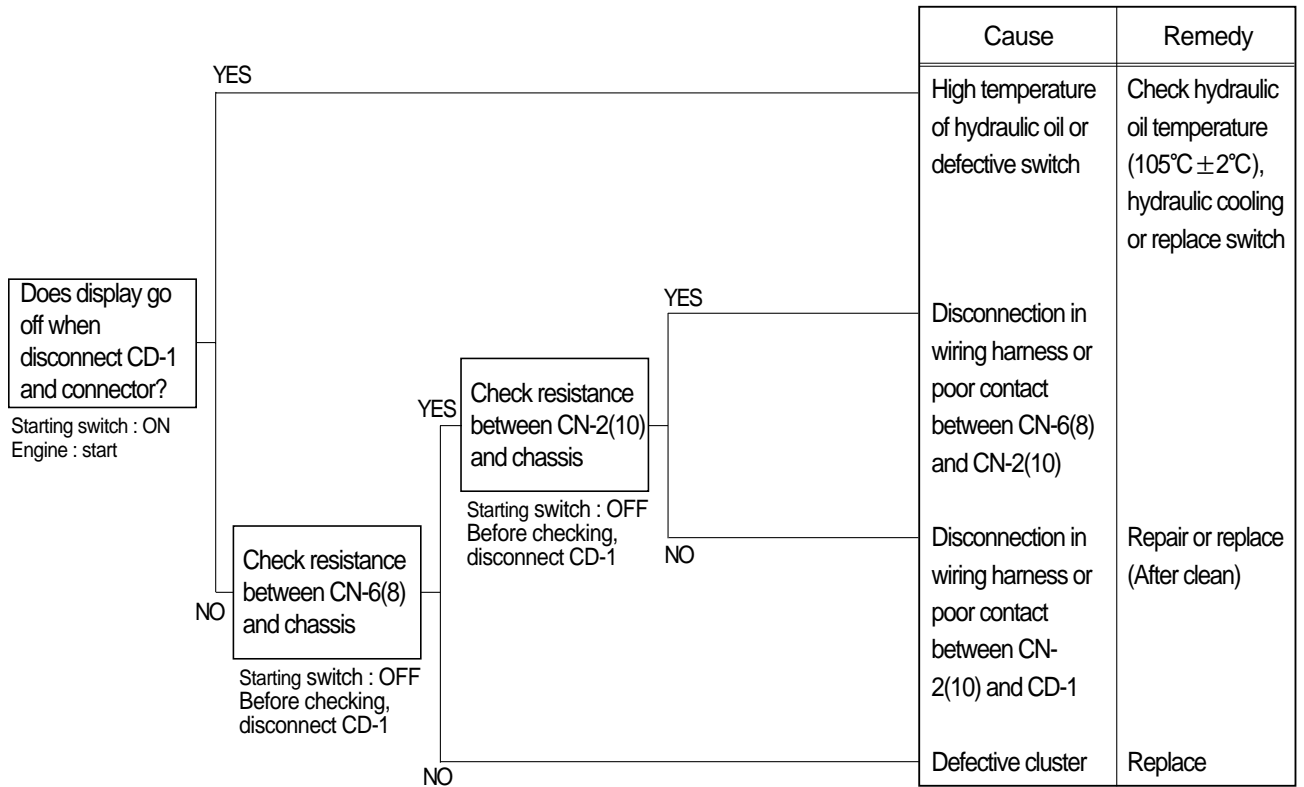 Cause
Remedy
YES
High temperature
of hydraulic oil or
defective switch
Check hydraulic
oil temperature
(105℃±2℃),
hydraulic cooling
or replace switch
Does display go
off when
disconnect CD-1
and connector?
Starting switch : ON
Engine : start
YES
Disconnection in
wiring harness or
poor contact
between CN-6(8)
and CN-2(10)
YES
Check resistance
between CN-2(10)
and chassis
Starting switch : OFF
Before checking,
disconnect CD-1
NO
Disconnection in
wiring harness or
poor contact
between CN-
2(10) and CD-1
Repair or replace
(After clean)
NO
Check resistance
between CN-6(8)
and chassis
Starting switch : OFF
Before checking,
disconnect CD-1
NO
Defective cluster
Replace